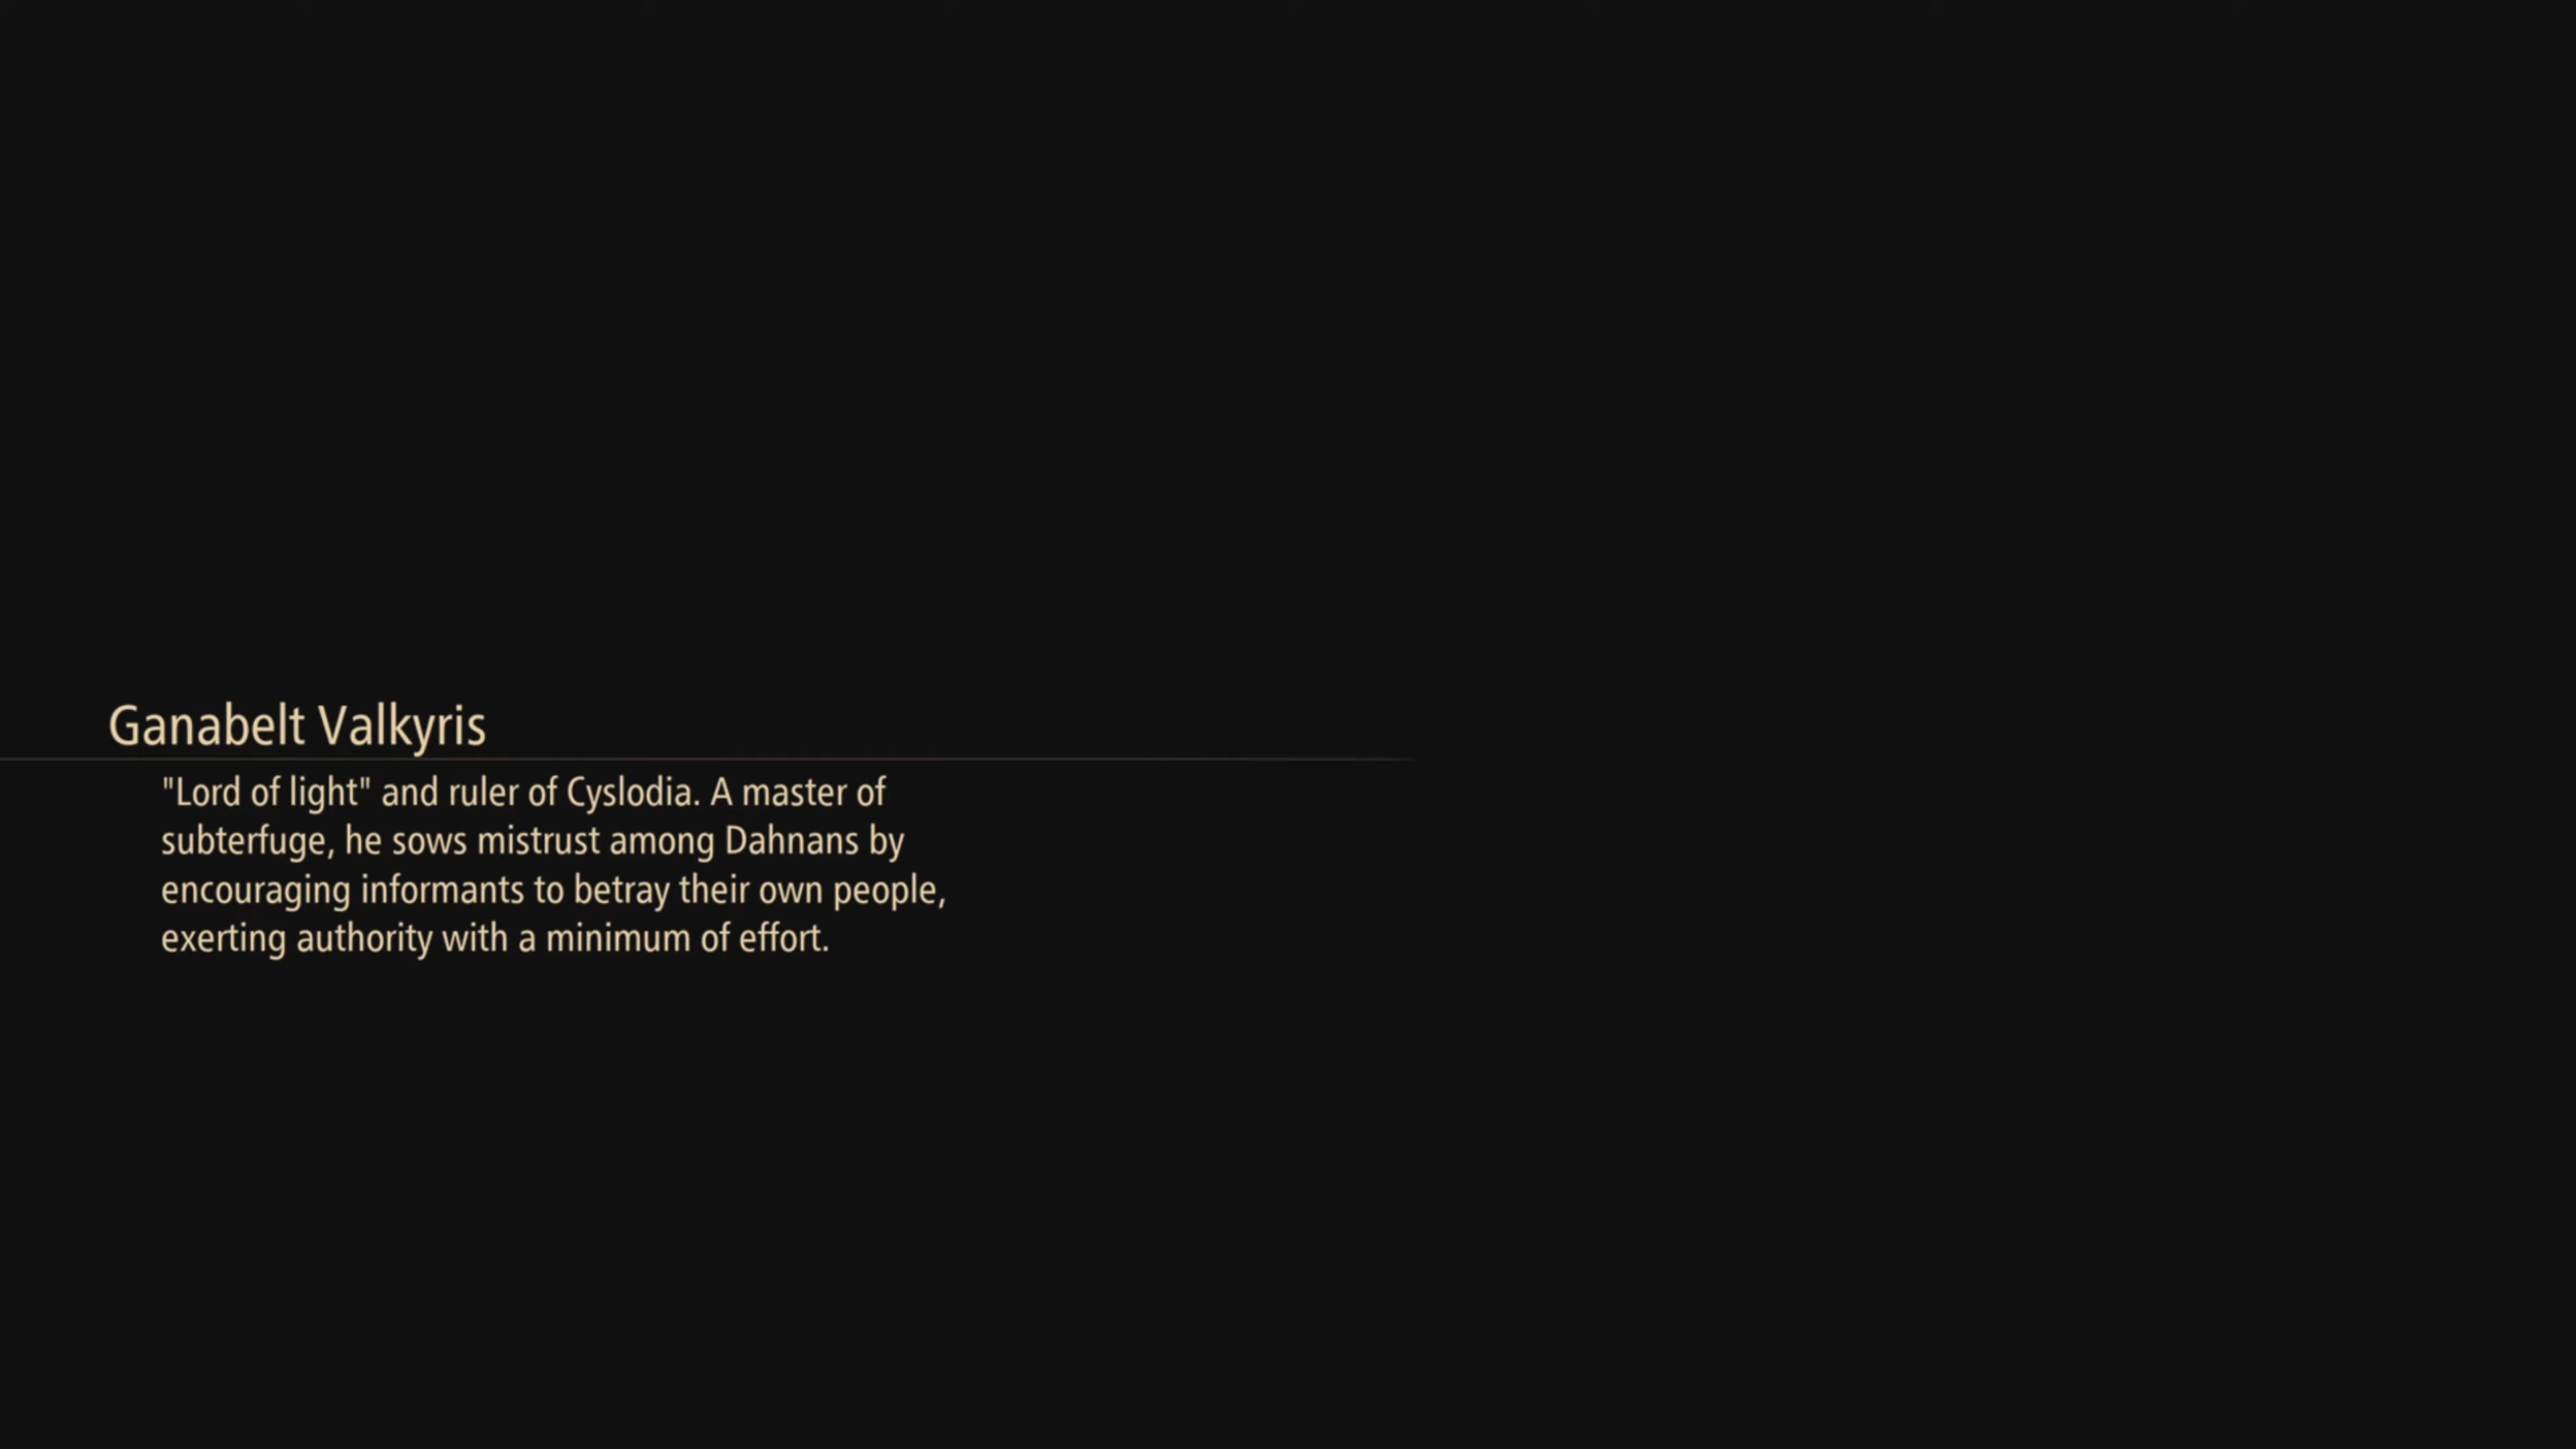 Ganabelt Valkyris
"Lord of light" and ruler of Cyslodia. A master of
subterfuge, he sows mistrust among Dahnans by
encouraging informants to betray their own people,
exerting authority with a minimum of effort.